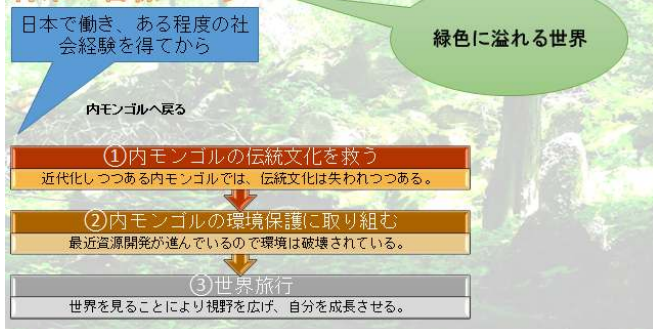 日本で働き、ある程度の社
会経験を得てから
緑色に溢れる世界
内モンゴルへ戻る
①内モンゴルの伝統文化を救う
近代化しつつある内モンゴルでは、伝統文化は失われつつある。
②内モンゴルの環境保護に取り組む
最近資源開発が進んでいるので環境は破壊されている。
③世界旅行
世界を見ることにより視野を広げ、自分を成長させる。